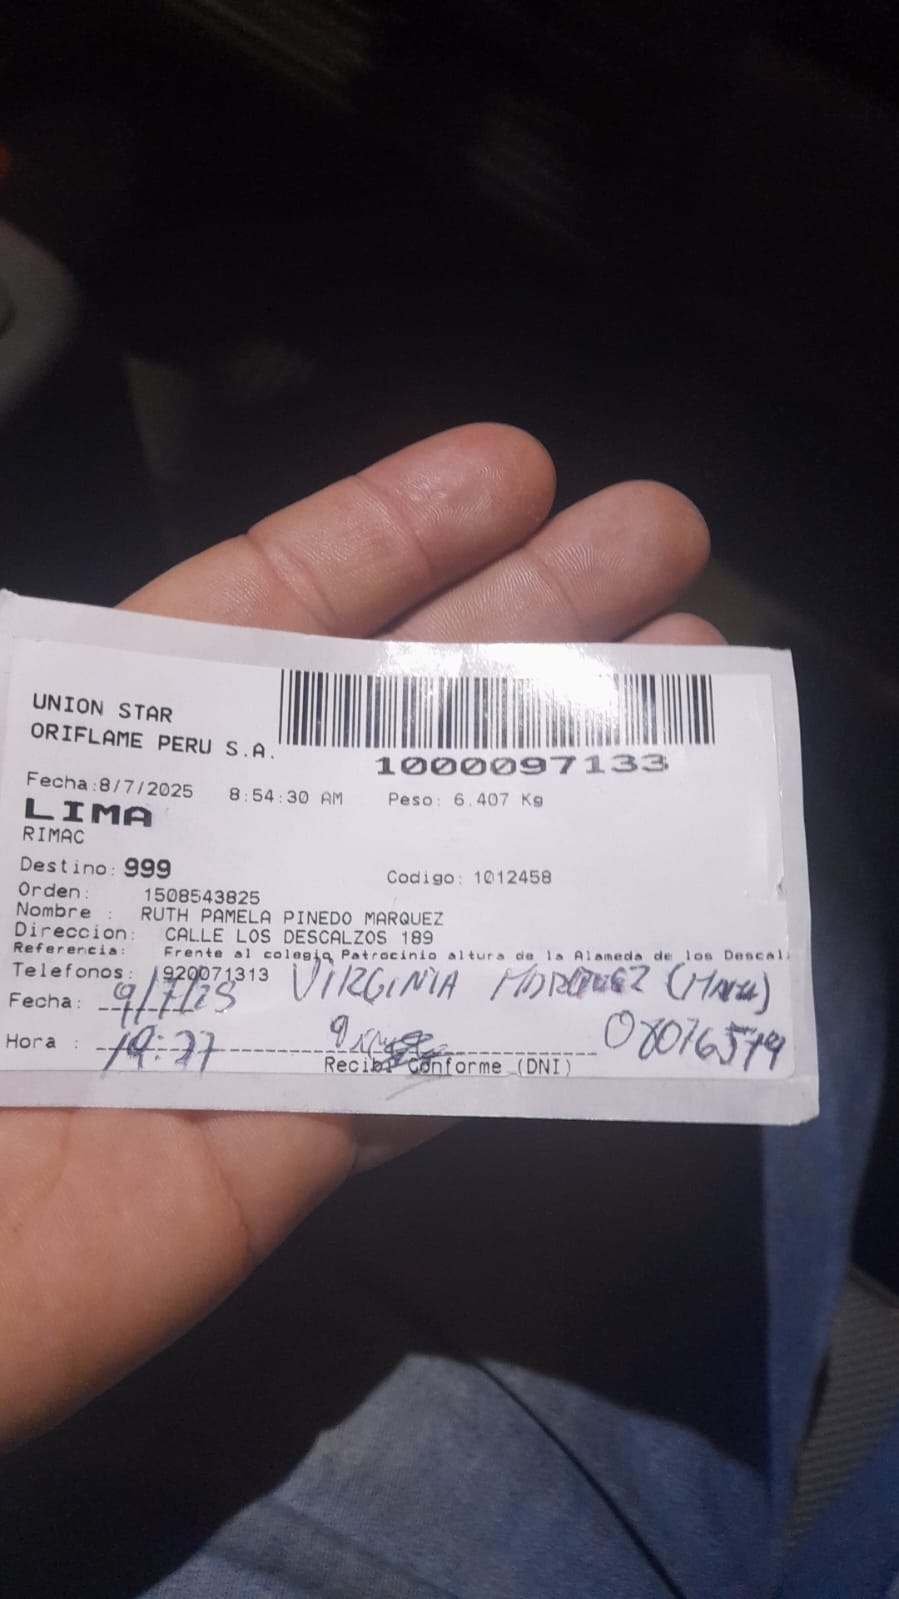 UNION STAR
ORIFLAME PERU S.A.
1000097133
Fecha:8/7/2025 8:54:30 AM Peso: 6.407 Kg
LIMA
RIMAC
Destino: 999 Codigo: 1012458
Orden: 1508543825
Nombre : RUTH PAMELA PINEDO MARQUEZ
Direccion: CALLE LOS DESCALZOS 189
Referencia: Frente al colegio Patrocinio altura de la Alameda de los Descal
Telefonos: 920071313 VIRGINIA MARQUEZ
Fecha: 9/7/25
Hora :
Recibi Conforme (DNI)